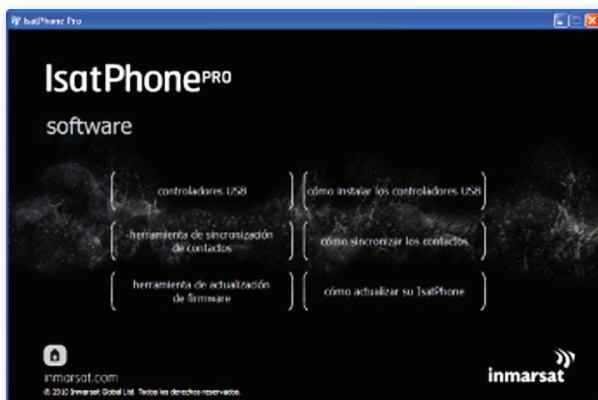 IsatPhone Pro
IsatPhone PRO
software
controladores USB
cómo instalar los controladores USB
-herramienta de sincronización
de contactos
cómo sincronizar los contactos
herramienta de actualización
de firmware
cómo actualizar su IsatPhone
inmarsat.com
© 2010 Inmarsat Global Ltd. Todos los derechos reservados.
inmarsat